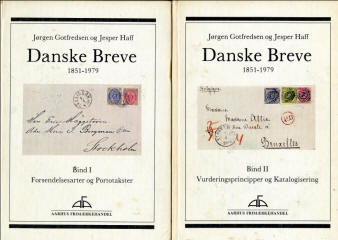 Jørgen Gotfredsen og Jesper Haff
Danske Breve
1851-1979
Stockholm
Bind I
Forsendelsesarter og Portotakster
AARHUS FRIMÆRKEHANDEL
Jørgen Gotfredsen og Jesper Haff
Danske Breve
1851-1979
Bruxelles
Bind II
Vurderingsprincipper og Katalogisering
AARHUS FRIMÆRKEHANDEL